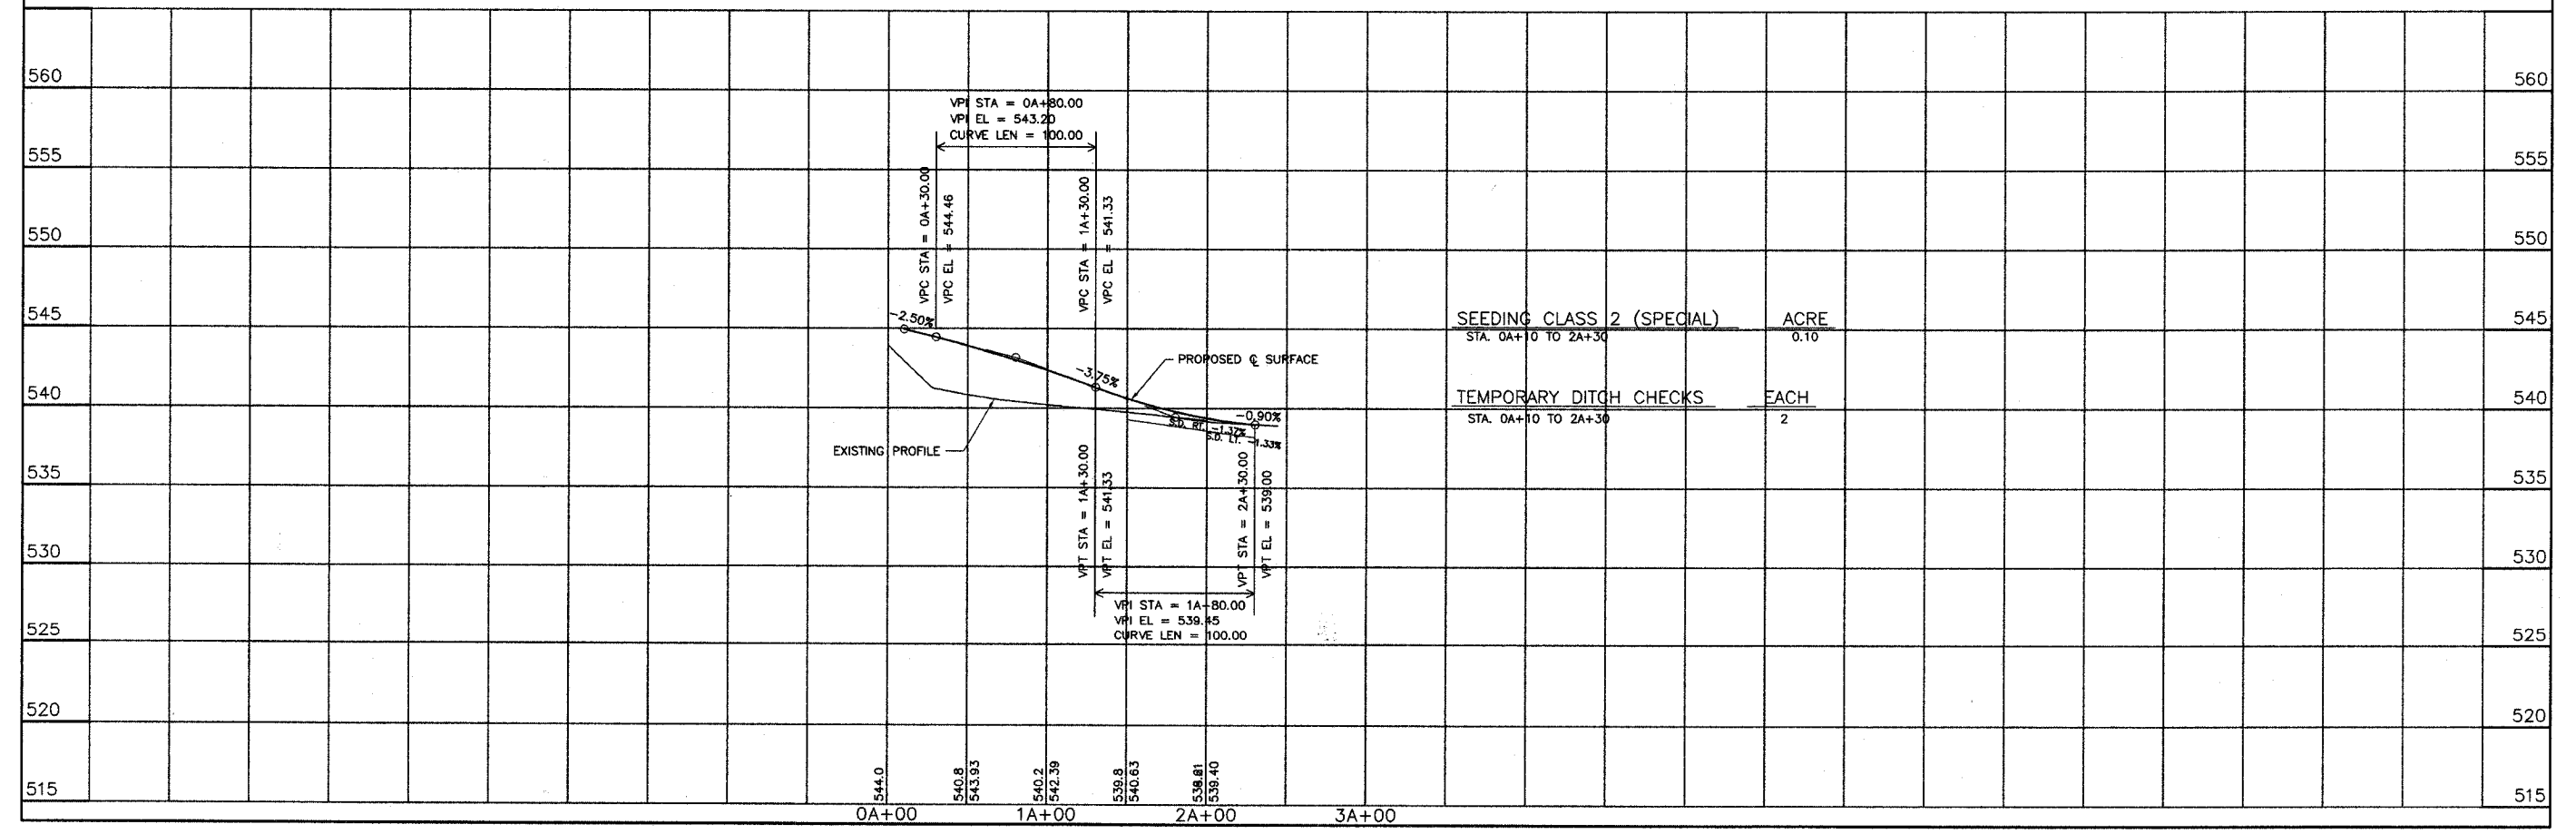 560
560
VPI STA = 0A+80.00
VPI EL = 543.20
CURVE LEN = 100.00
555
555
VPC STA = 0A+30.00
VPC EL = 544.46
VPC STA = 1A+30.00
VPC EL = 541.33
550
550
545
545
-2.50%
SEEDING CLASS 2 (SPECIAL) ACRE
STA. 0A+10 TO 2A+30 0.10
PROPOSED ℄ SURFACE
-3.75%
540
540
TEMPORARY DITCH CHECKS EACH
STA. 0A+10 TO 2A+30 2
-0.90%
S.D. RT. -1.37%
S.D. LT. -1.33%
EXISTING PROFILE
535
535
VPT STA = 1A+30.00
VPT EL = 541.33
VPT STA = 2A+30.00
VPT EL = 539.00
530
530
VPI STA = 1A+80.00
VPI EL = 539.45
CURVE LEN = 100.00
525
525
520
520
544.0
540.8
543.93
540.2
542.39
539.8
540.63
539.40
515
515
0A+00 1A+00 2A+00 3A+00